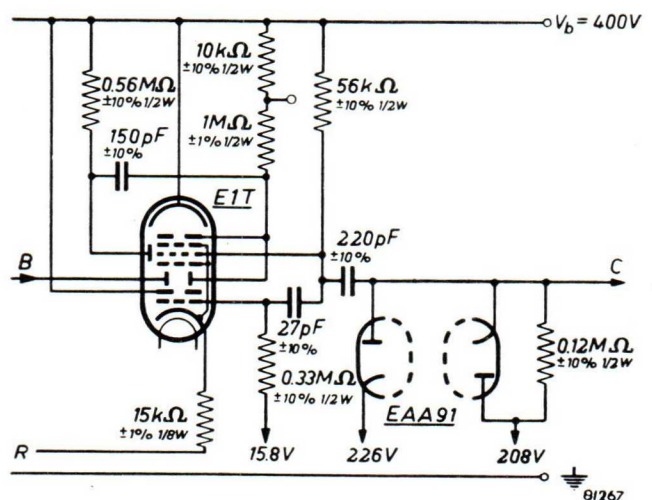 V_b = 400V
10kΩ
±10% 1/2W
0.56MΩ
±10% 1/2W
56kΩ
±10% 1/2W
1MΩ
±1% 1/2W
150pF
±10%
E1T
220pF
±10%
B
C
27pF
±10%
0.12MΩ
±10% 1/2W
0.33MΩ
±10% 1/2W
EAA91
15kΩ
±1% 1/8W
R
15.8V
226V
208V
91267